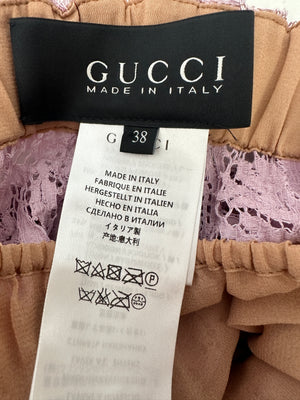 GUCCI
MADE IN ITALY
38
GUCCI
MADE IN ITALY
FABRIQUÉ EN ITALIE
HERGESTELLT IN ITALIEN
HECHO EN ITALIA
СДЕЛАНО В ИТАЛИИ
イタリア製
产地:意大利
P